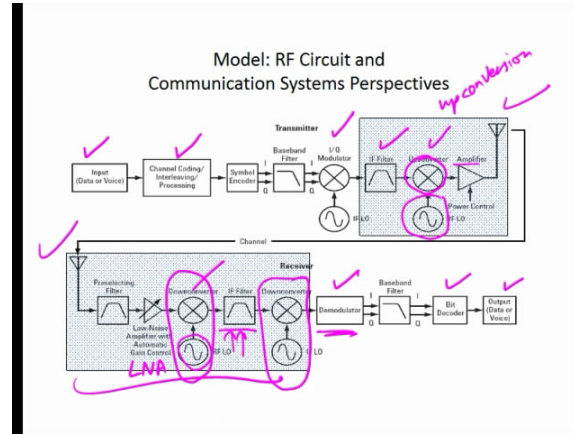 Model: RF Circuit and
Communication Systems Perspectives
upconversion
Transmitter
Input
(Data or Voice)
Channel Coding/
Interleaving/
Processing
Symbol
Encoder
I
Q
Baseband
Filter
I
Q
I/Q
Modulator
IF LO
IF Filter
Upconverter
RF LO
Amplifier
Power Control
Channel
Receiver
Preselecting
Filter
Low-Noise
Amplifier with
Automatic
Gain Control
LNA
Downconverter
RF LO
IF Filter
Downconverter
IF LO
Demodulator
I
Q
Baseband
Filter
I
Q
Bit
Decoder
Output
(Data or
Voice)